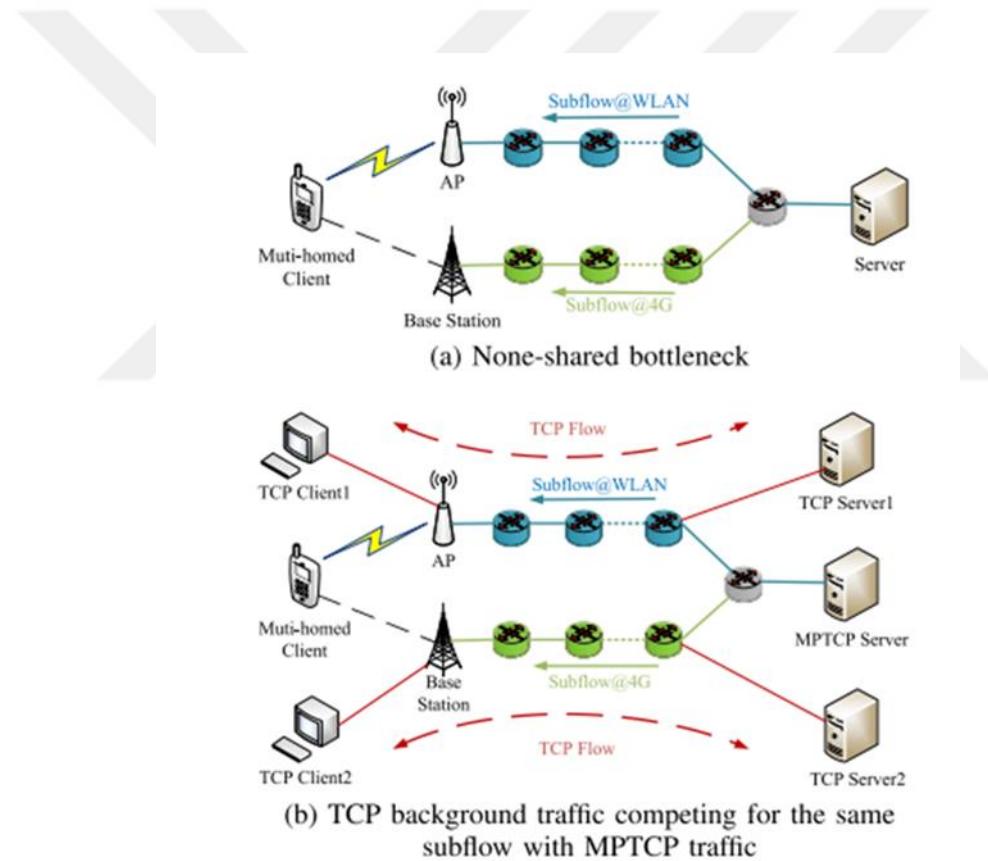 Subflow@WLAN
AP
Muti-homed
Client
Server
Base Station
Subflow@4G
(a) None-shared bottleneck
TCP Flow
TCP Client1
Subflow@WLAN
TCP Server1
AP
Muti-homed
Client
MPTCP Server
Base
Station
Subflow@4G
TCP Flow
TCP Client2
TCP Server2
(b) TCP background traffic competing for the same
subflow with MPTCP traffic